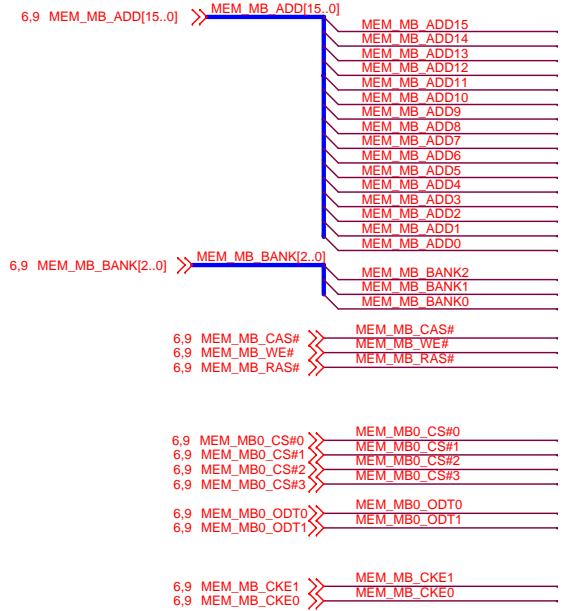 6,9 MEM_MB_ADD[15..0] MEM_MB_ADD[15..0]
MEM_MB_ADD15
MEM_MB_ADD14
MEM_MB_ADD13
MEM_MB_ADD12
MEM_MB_ADD11
MEM_MB_ADD10
MEM_MB_ADD9
MEM_MB_ADD8
MEM_MB_ADD7
MEM_MB_ADD6
MEM_MB_ADD5
MEM_MB_ADD4
MEM_MB_ADD3
MEM_MB_ADD2
MEM_MB_ADD1
MEM_MB_ADD0
6,9 MEM_MB_BANK[2..0] MEM_MB_BANK[2..0]
MEM_MB_BANK2
MEM_MB_BANK1
MEM_MB_BANK0
6,9 MEM_MB_CAS# MEM_MB_CAS#
6,9 MEM_MB_WE# MEM_MB_WE#
6,9 MEM_MB_RAS# MEM_MB_RAS#
6,9 MEM_MB0_CS#0 MEM_MB0_CS#0
6,9 MEM_MB0_CS#1 MEM_MB0_CS#1
6,9 MEM_MB0_CS#2 MEM_MB0_CS#2
6,9 MEM_MB0_CS#3 MEM_MB0_CS#3
6,9 MEM_MB0_ODT0 MEM_MB0_ODT0
6,9 MEM_MB0_ODT1 MEM_MB0_ODT1
6,9 MEM_MB_CKE1 MEM_MB_CKE1
6,9 MEM_MB_CKE0 MEM_MB_CKE0